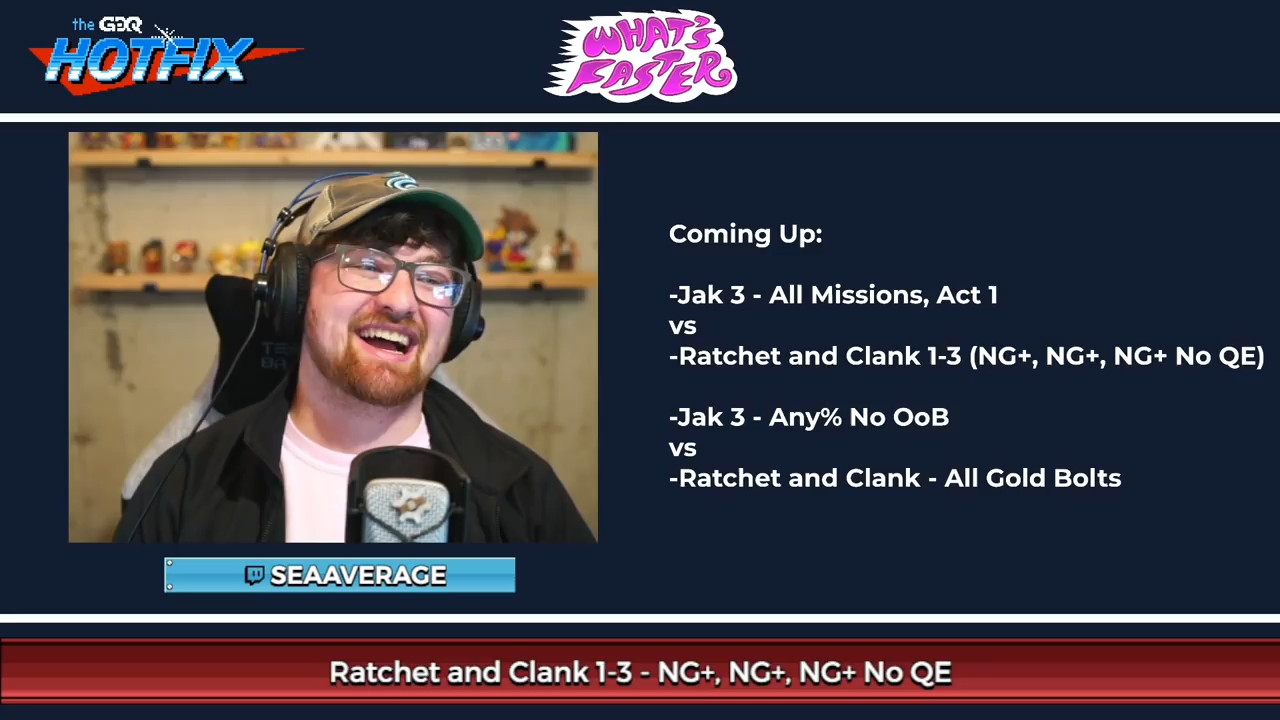 the GDQ
HOTFIX
WHAT'S
FASTER
Coming Up:
-Jak 3 - All Missions, Act 1
vs
-Ratchet and Clank 1-3 (NG+, NG+, NG+ No QE)
-Jak 3 - Any% No OoB
vs
-Ratchet and Clank - All Gold Bolts
SEAAVERAGE
Ratchet and Clank 1-3 - NG+, NG+, NG+ No QE